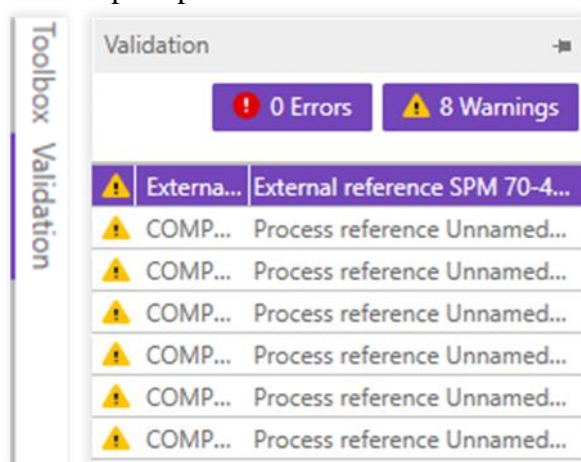 Toolbox Validation
Validation
0 Errors
8 Warnings
Externa... External reference SPM 70-4...
COMP... Process reference Unnamed...
COMP... Process reference Unnamed...
COMP... Process reference Unnamed...
COMP... Process reference Unnamed...
COMP... Process reference Unnamed...
COMP... Process reference Unnamed...